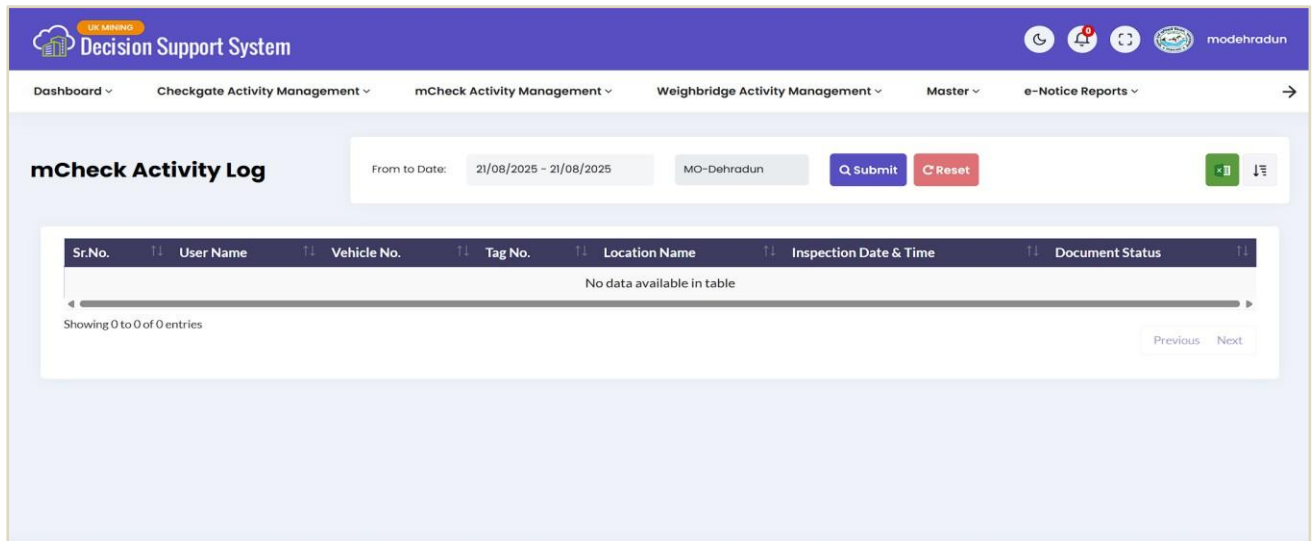 UK MINING
Decision Support System
0
modehradun
Dashboard
Checkgate Activity Management
mCheck Activity Management
Weighbridge Activity Management
Master
e-Notice Reports
mCheck Activity Log
From to Date:
21/08/2025 - 21/08/2025
MO-Dehradun
Submit
Reset
Sr.No. User Name Vehicle No. Tag No. Location Name Inspection Date & Time Document Status
No data available in table
Showing 0 to 0 of 0 entries
Previous Next